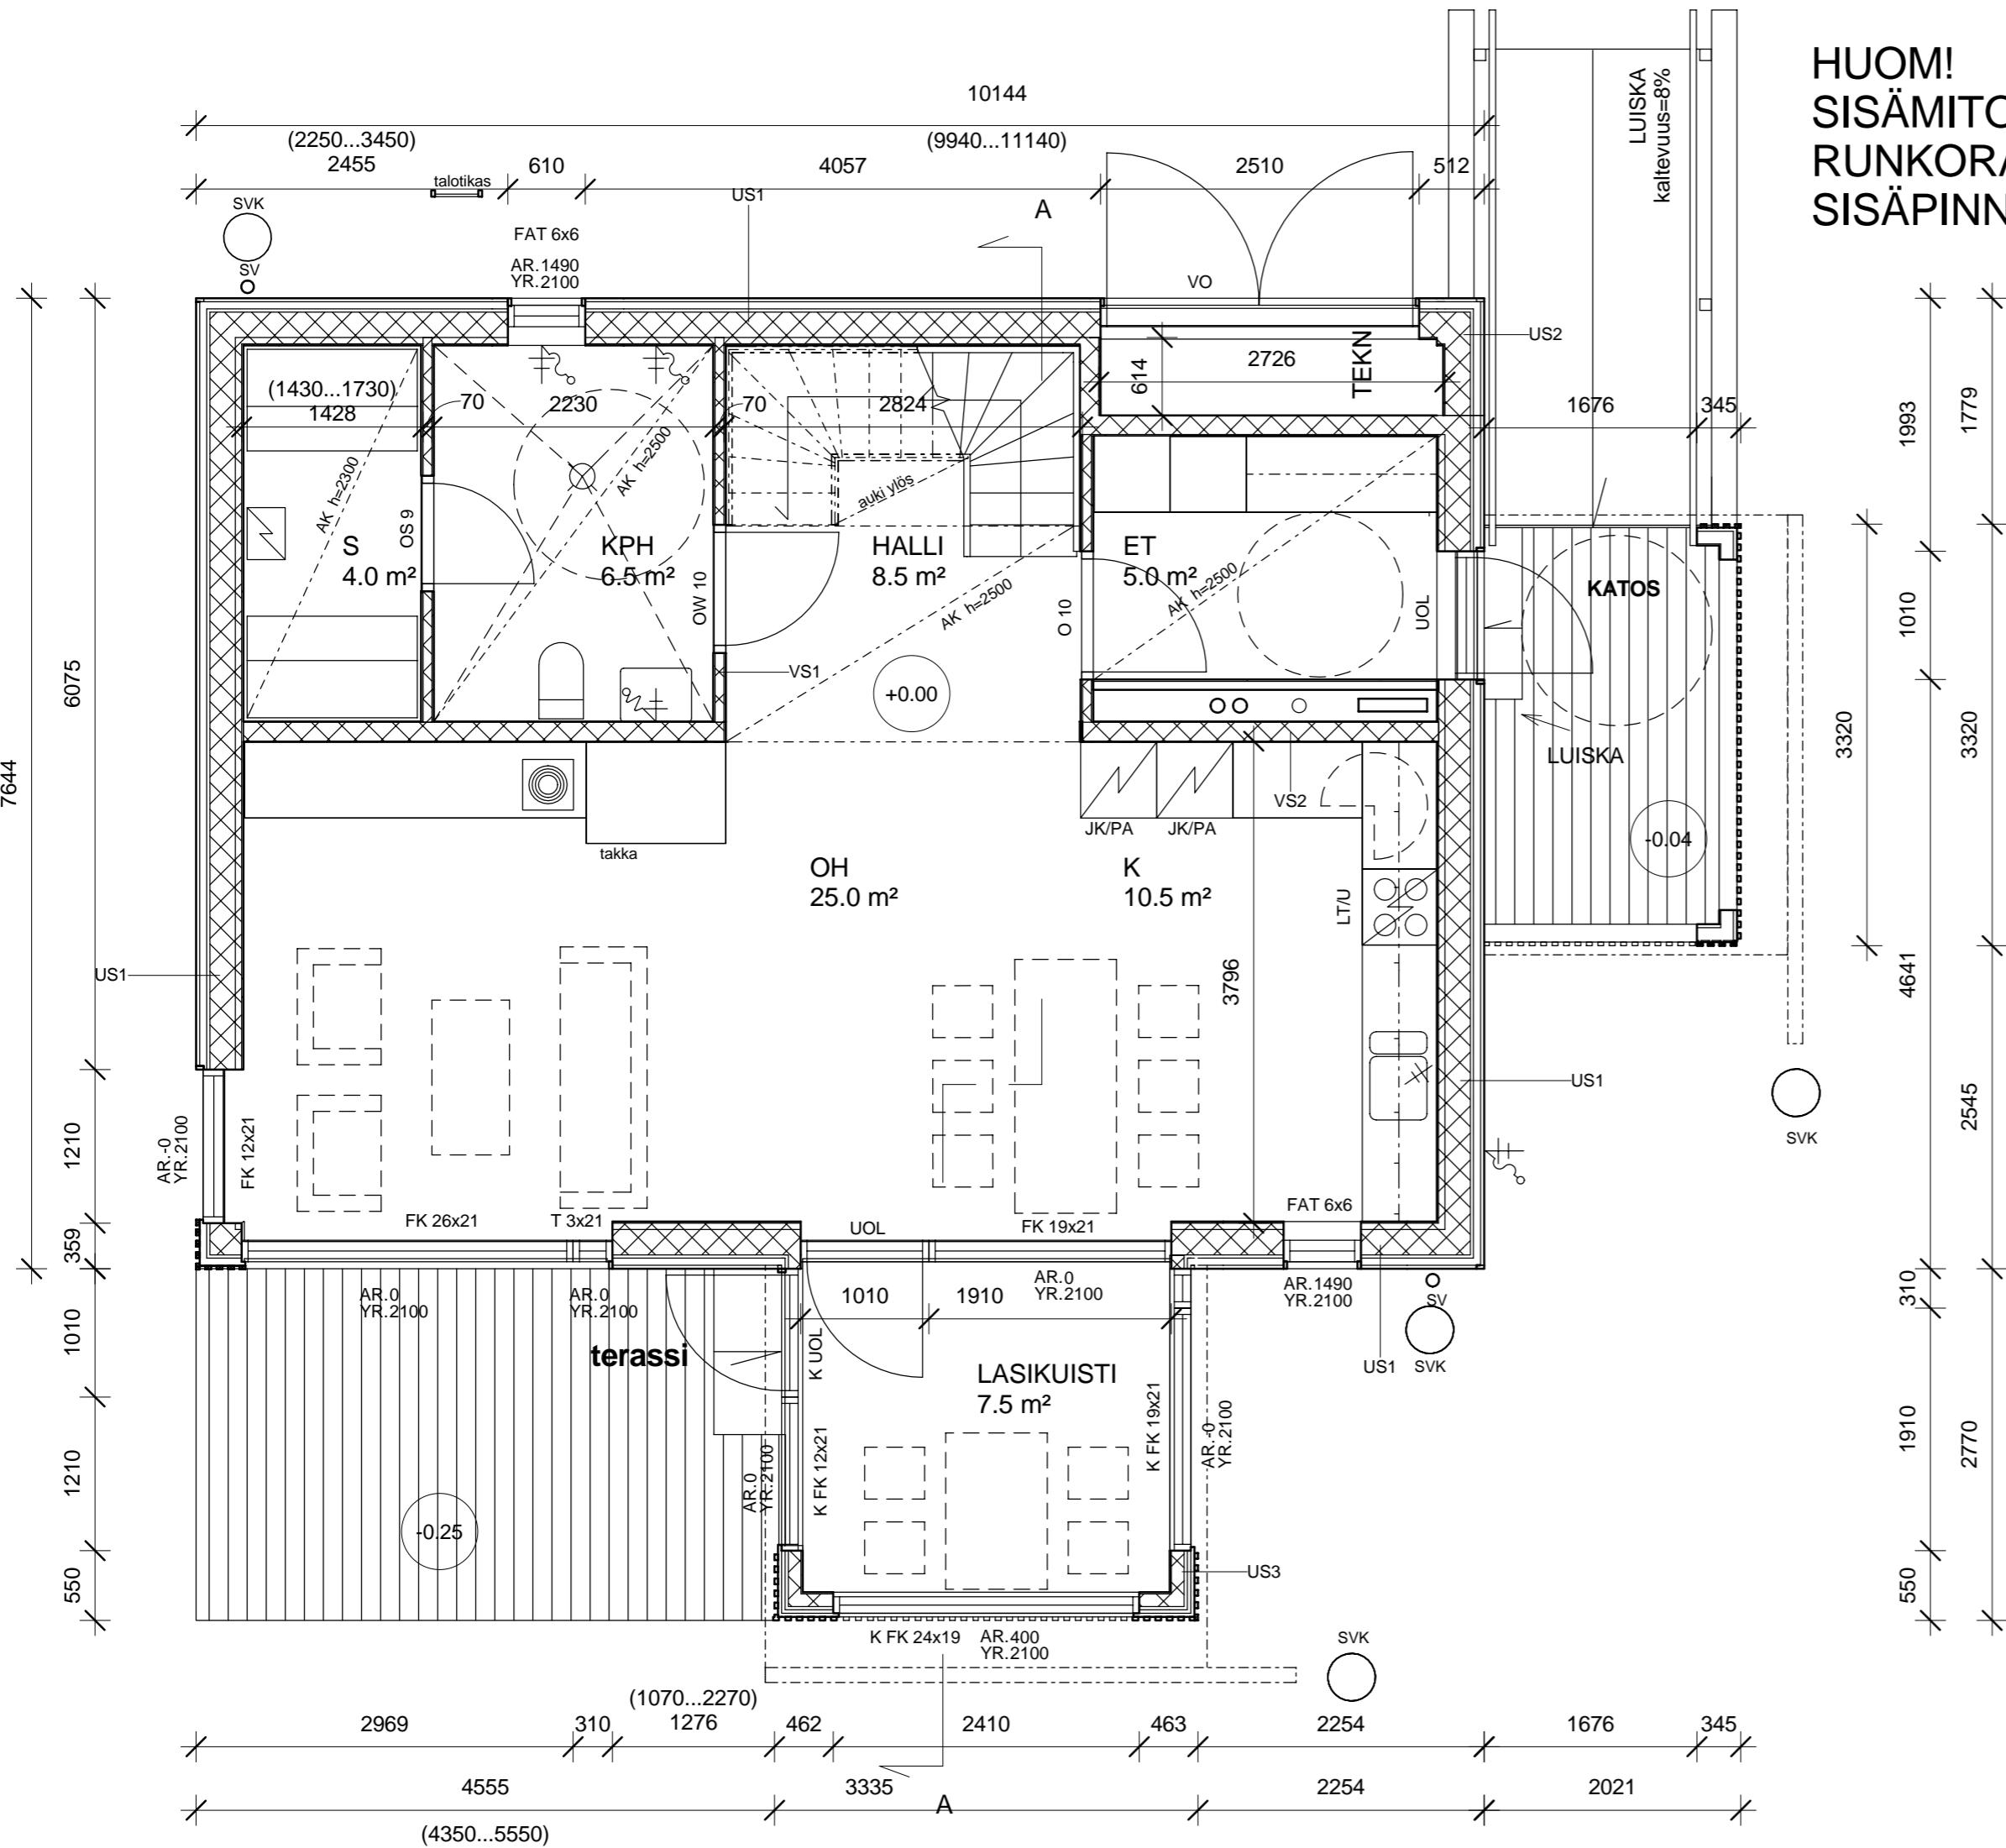 HUOM!
SISÄMITO
RUNKORA
SISÄPINN
LUISKA
kaltevuus=8%
10144
(2250...3450)
(9940...11140)
2455
610
4057
2510
512
talotikas
US1
A
SVK
SV
FAT 6x6
AR.1490
YR.2100
VO
US2
TEKN
2726
614
(1430...1730)
1428
70
2230
70
2824
1676
345
1993
1779
AK h=2300
AK h=2500
auki ylös
S
4.0 m²
OS 9
KPH
6.5 m²
OW 10
HALLI
8.5 m²
AK h=2500
O 10
ET
5.0 m²
AK h=2500
UOL
KATOS
1010
6075
7644
VS1
+0.00
LUISKA
3320
3320
-0.04
VS2
JK/PA
JK/PA
takka
OH
25.0 m²
K
10.5 m²
LT/U
3796
4641
US1
US1
2545
SVK
1210
AR.-0
YR.2100
FK 12x21
359
FK 26x21
T 3x21
UOL
FK 19x21
FAT 6x6
AR.0
YR.2100
AR.0
YR.2100
AR.0
YR.2100
AR.1490
YR.2100
SV
SVK
US1
310
1010
1010
1910
terassi
K UOL
LASIKUISTI
7.5 m²
K FK 12x21
AR.0
YR.2100
K FK 19x21
AR.-0
YR.2100
1210
-0.25
1910
2770
550
US3
550
K FK 24x19
AR.400
YR.2100
SVK
(1070...2270)
2969
310
1276
462
2410
463
2254
1676
345
4555
3335
2254
2021
A
(4350...5550)